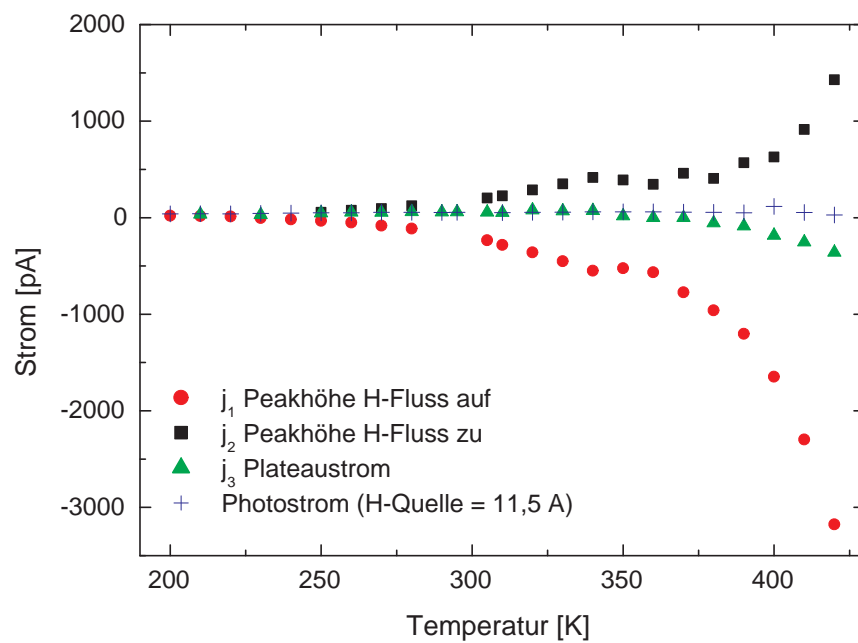 2000
1000
0
-1000
-2000
-3000
Strom [pA]
j₁ Peakhöhe H-Fluss auf
j₂ Peakhöhe H-Fluss zu
j₃ Plateaustrom
Photostrom (H-Quelle = 11,5 A)
200 250 300 350 400
Temperatur [K]